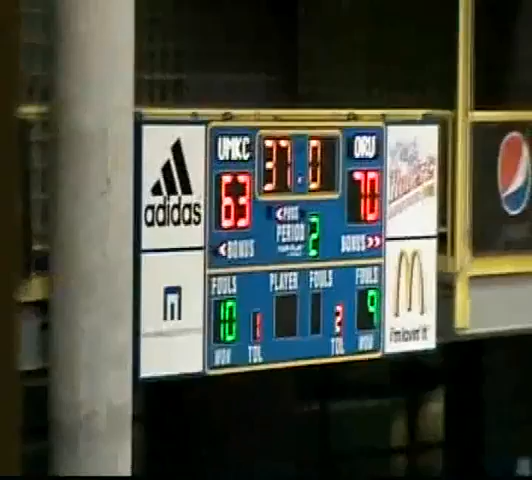 UMKC 37.0 ORU
63 70
POSS
PERIOD 2
BONUS BONUS
FOULS PLAYER FOULS FOULS
10 1 2 9
TOL TOL
adidas
i'm lovin' it